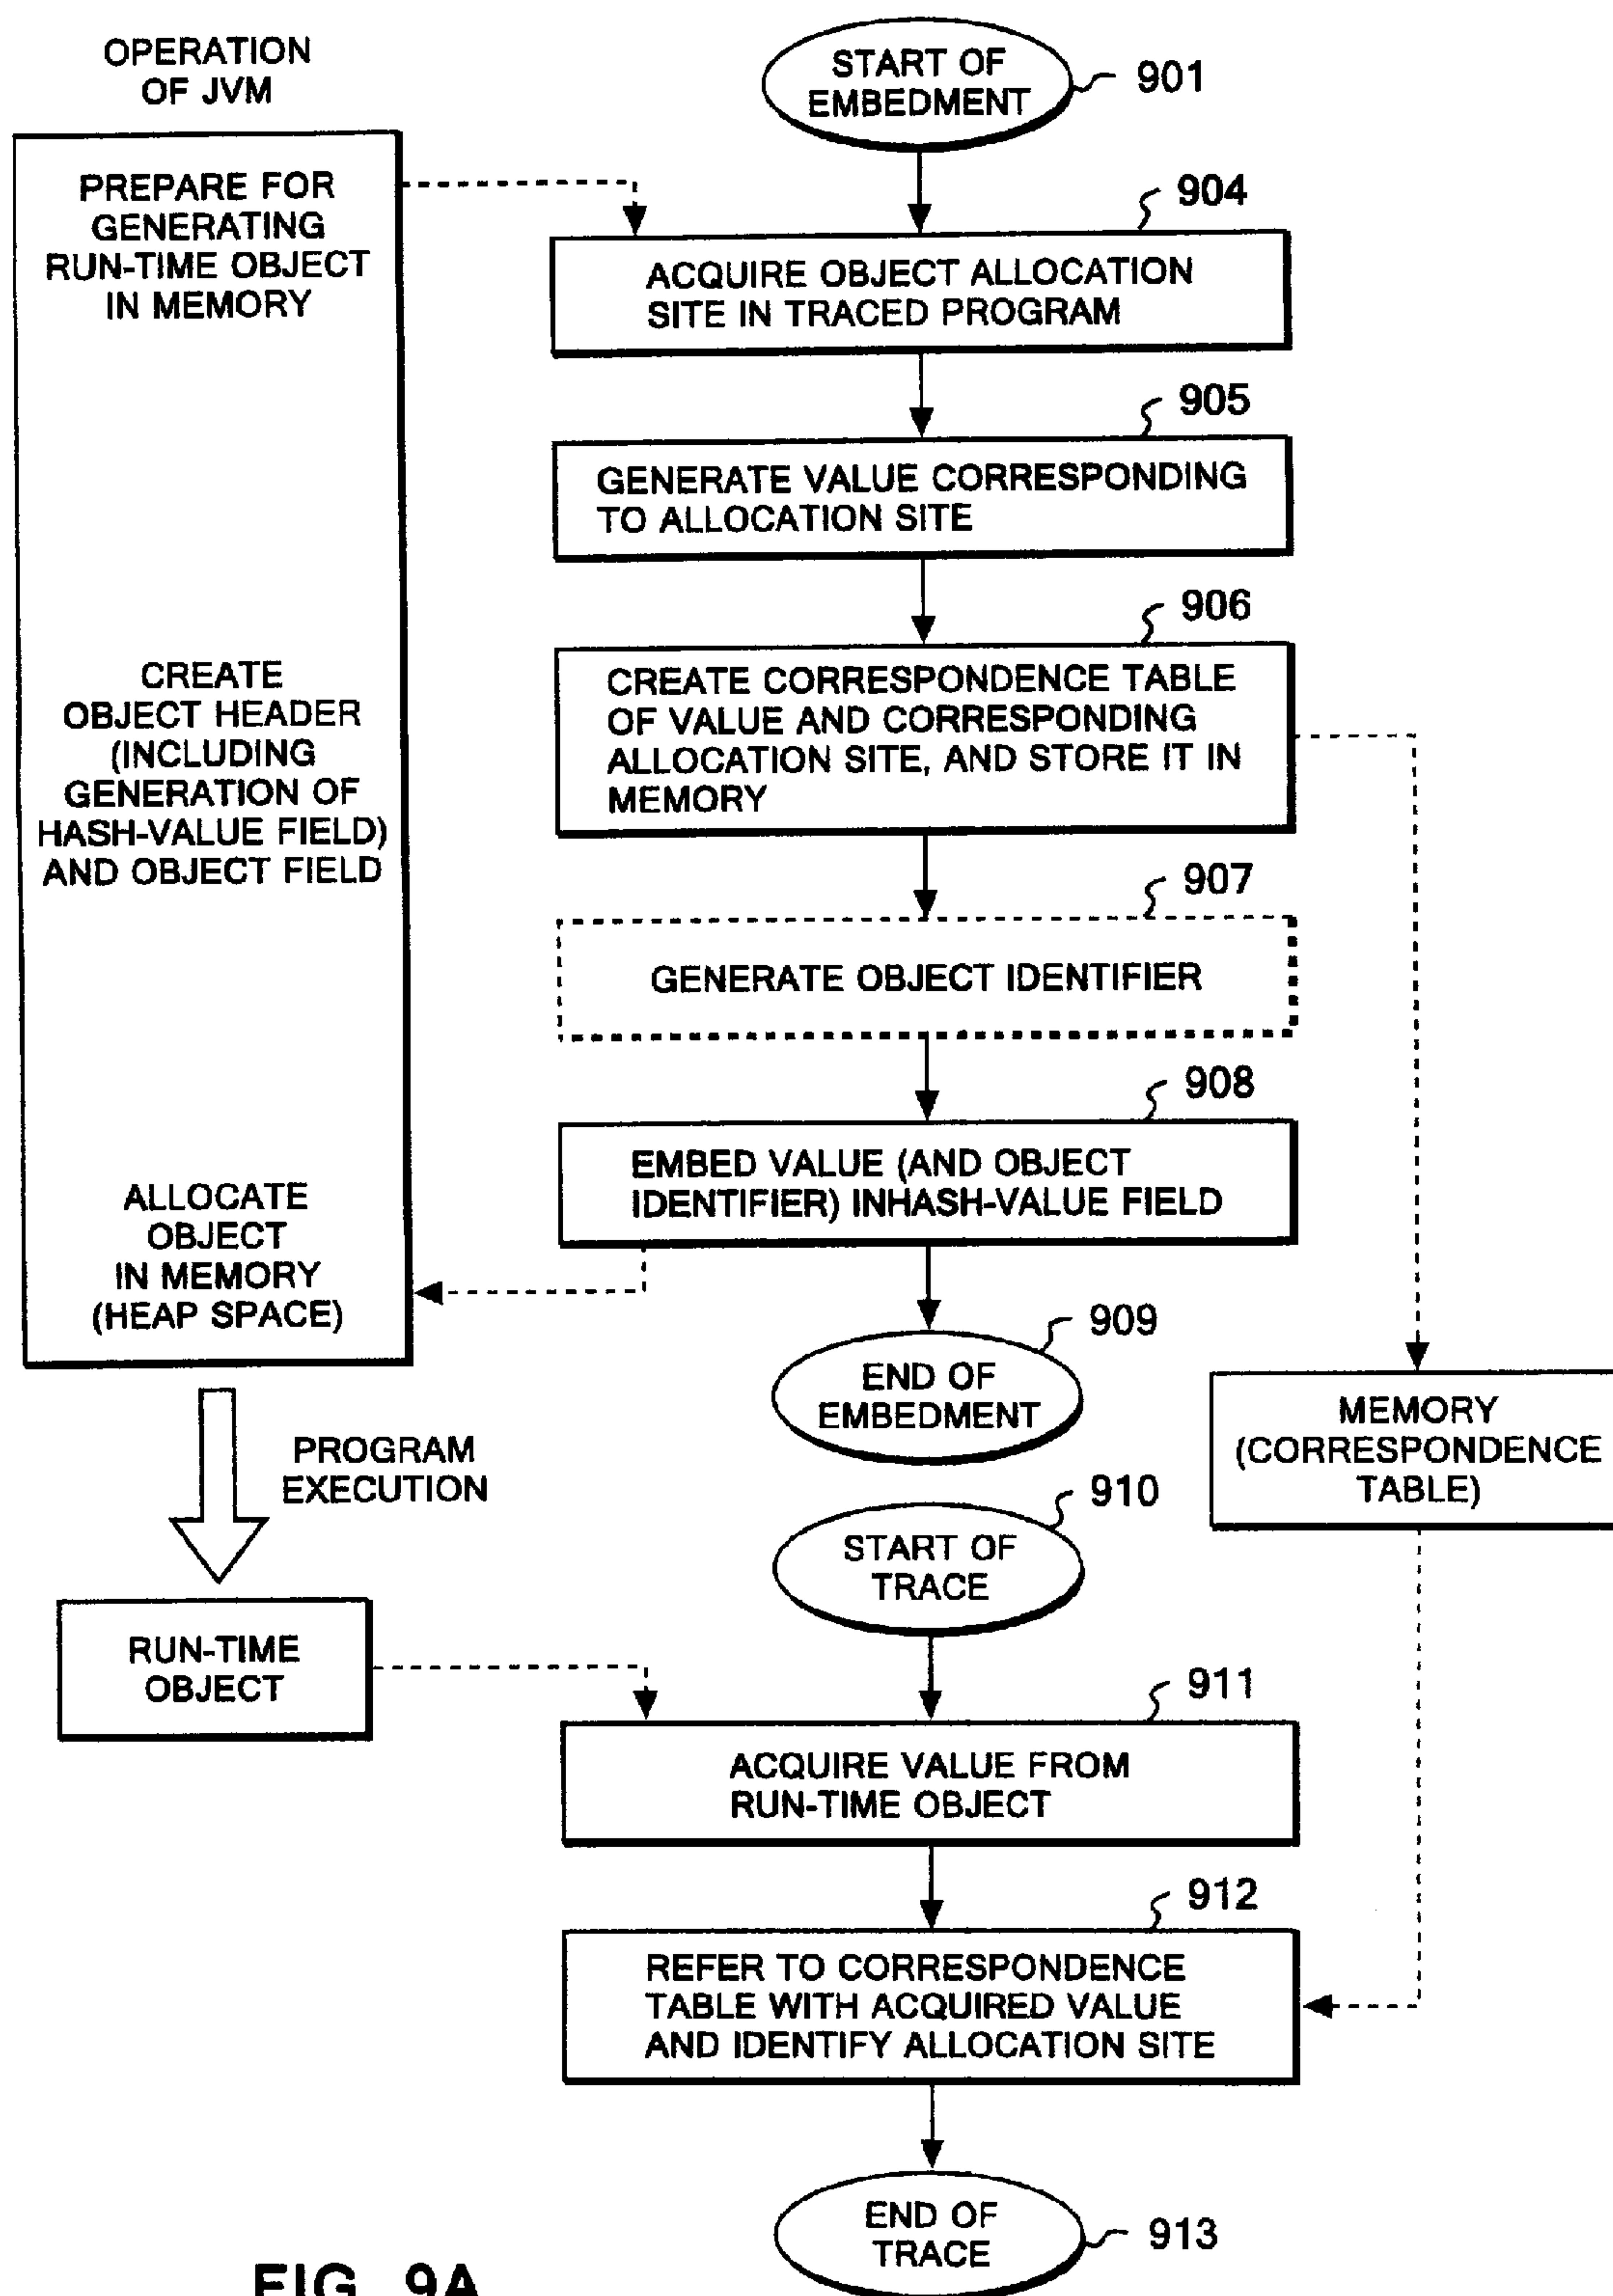 OPERATION
OF JVM
START OF
EMBEDMENT
901
PREPARE FOR
GENERATING
RUN-TIME OBJECT
IN MEMORY
904
ACQUIRE OBJECT ALLOCATION
SITE IN TRACED PROGRAM
905
GENERATE VALUE CORRESPONDING
TO ALLOCATION SITE
906
CREATE CORRESPONDENCE TABLE
OF VALUE AND CORRESPONDING
ALLOCATION SITE, AND STORE IT IN
MEMORY
CREATE
OBJECT HEADER
(INCLUDING
GENERATION OF
HASH-VALUE FIELD)
AND OBJECT FIELD
907
GENERATE OBJECT IDENTIFIER
908
EMBED VALUE (AND OBJECT
IDENTIFIER) INHASH-VALUE FIELD
ALLOCATE
OBJECT
IN MEMORY
(HEAP SPACE)
909
END OF
EMBEDMENT
MEMORY
(CORRESPONDENCE
TABLE)
PROGRAM
EXECUTION
910
START OF
TRACE
RUN-TIME
OBJECT
911
ACQUIRE VALUE FROM
RUN-TIME OBJECT
912
REFER TO CORRESPONDENCE
TABLE WITH ACQUIRED VALUE
AND IDENTIFY ALLOCATION SITE
END OF
TRACE
913
FIG. 9A